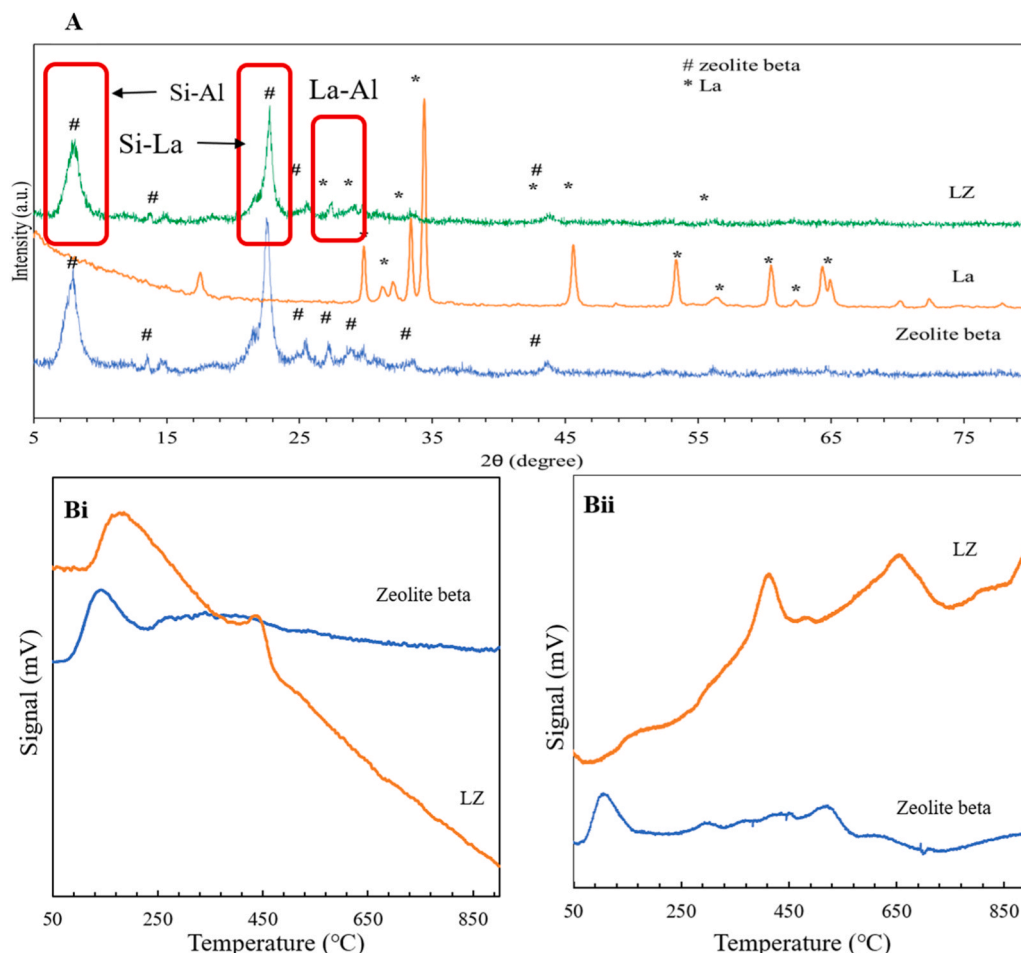 A
# zeolite beta
* La
Si-Al
Si-La
La-Al
# # # # # * * * * # * * * LZ
* * * * * * * La
# # # # # # # Zeolite beta
Intensity (a.u.)
5 15 25 35 45 55 65 75
2θ (degree)
Bi
Zeolite beta
LZ
Signal (mV)
50 250 450 650 850
Temperature (°C)
Bii
LZ
Zeolite beta
Signal (mV)
50 250 450 650 850
Temperature (°C)